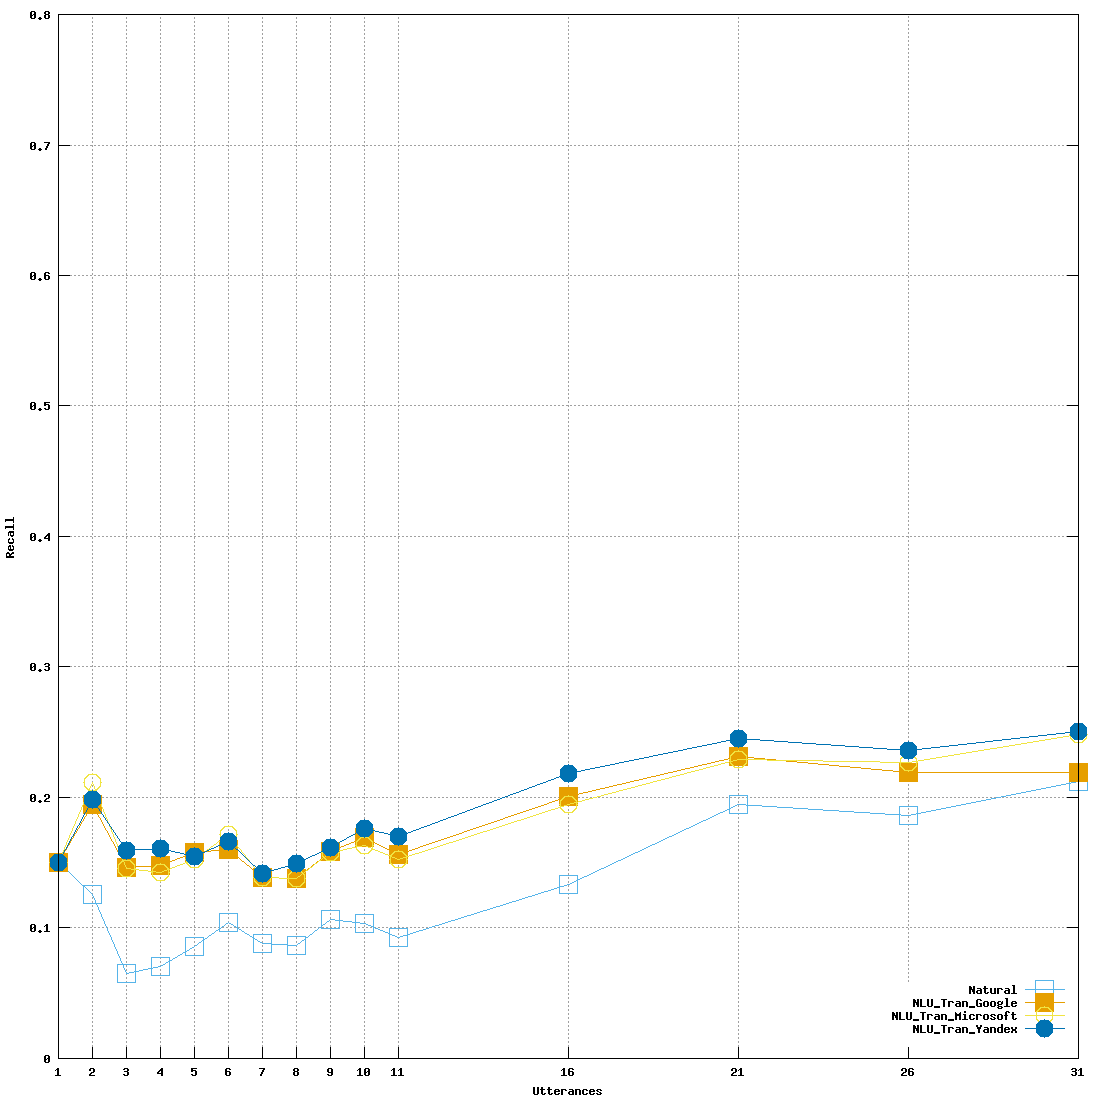 0.8
0.7
0.6
0.5
0.4
0.3
0.2
0.1
0
Recall
1 2 3 4 5 6 7 8 9 10 11 16 21 26 31
Utterances
Natural
NLU_Tran_Google
NLU_Tran_Microsoft
NLU_Tran_Yandex